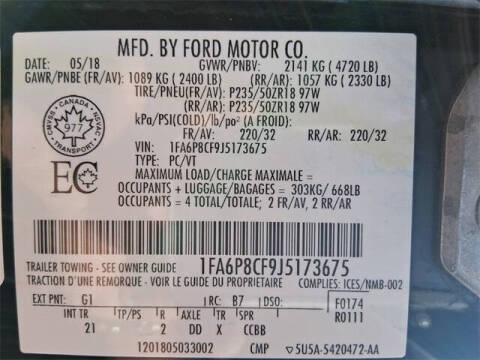 MFD. BY FORD MOTOR CO.
DATE: 05/18 GVWR/PNBV: 2141 KG ( 4720 LB)
GAWR/PNBE (FR/AV): 1089 KG ( 2400 LB) (RR/AR): 1057 KG ( 2330 LB)
TIRE/PNEU(FR/AV): P235/50ZR18 97W
(RR/AR): P235/50ZR18 97W
kPa/PSI(COLD)/lb/po² (A FROID):
FR/AV: 220/32 RR/AR: 220/32
VIN: 1FA6P8CF9J5173675
TYPE: PC/VT
MAXIMUM LOAD/CHARGE MAXIMALE =
OCCUPANTS + LUGGAGE/BAGAGES = 303KG/ 668LB
OCCUPANTS = 4 TOTAL/TOTALE; 2 FR/AV, 2 RR/AR
CANADA
977
TRANSPORT
EC
1FA6P8CF9J5173675
TRAILER TOWING - SEE OWNER GUIDE
TRACTION D'UNE REMORQUE - VOIR LE GUIDE DU PROPRIETAIRE COMPLIES: ICES/NMB-002
EXT PNT: G1 RC: B7 DSO: F0174
INT TR TP/PS R AXLE TR SPR R0111
21 2 DD X CCBB
1201805033002 CMP 5U5A-5420472-AA